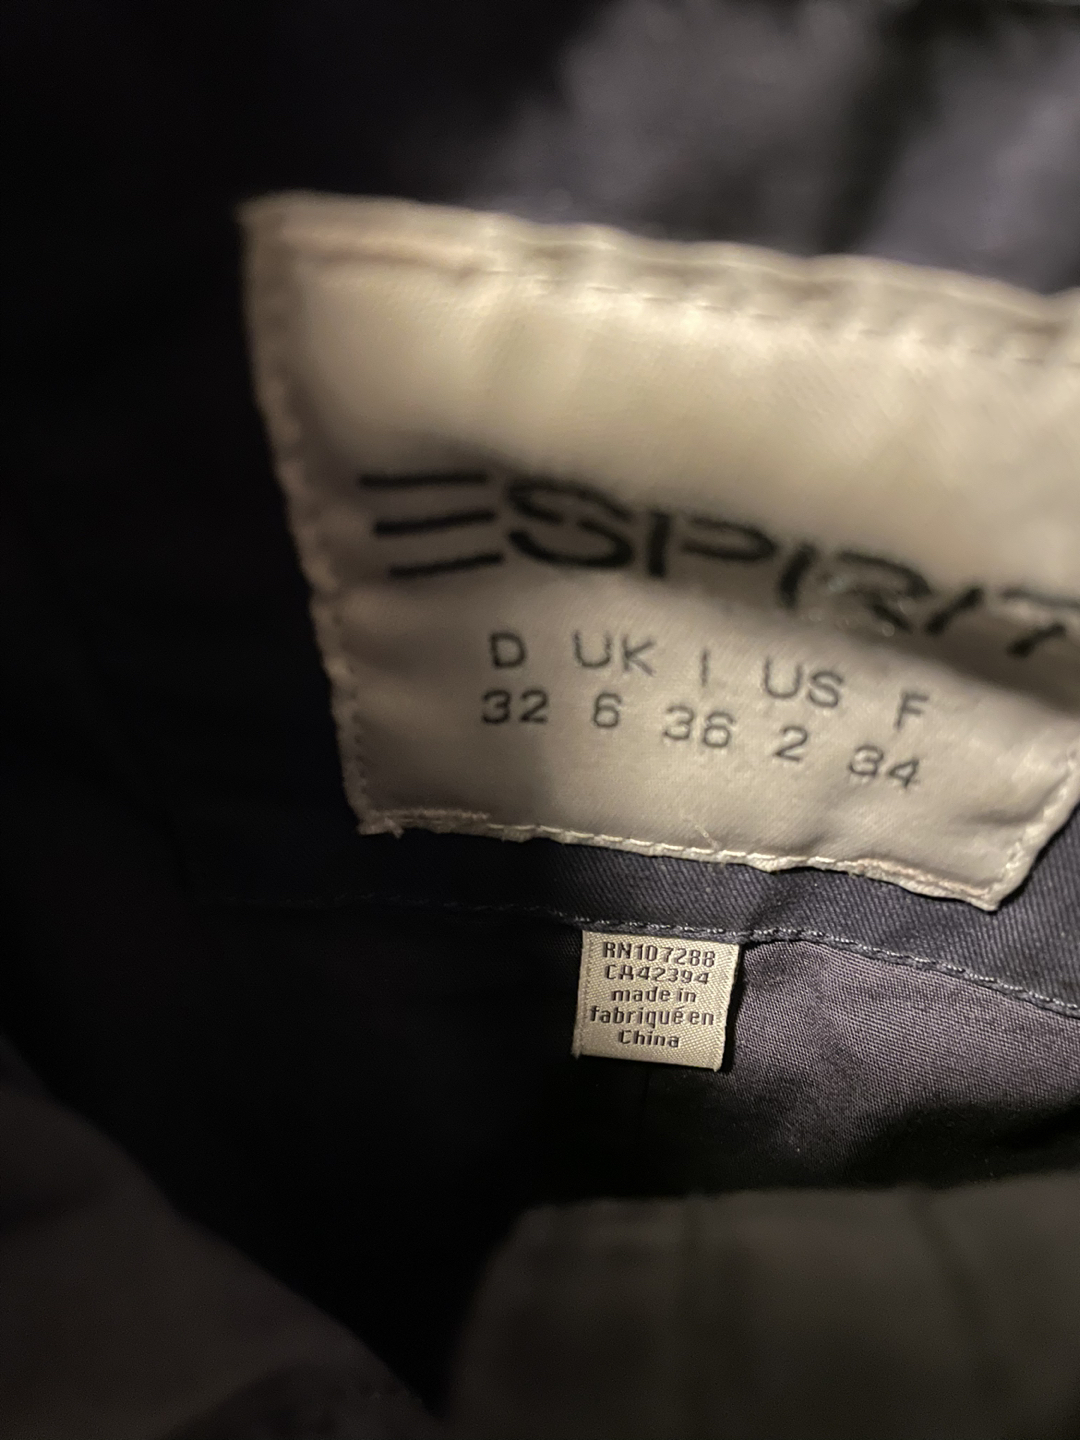 ESPRIT
D UK I US F
32 6 36 2 34
RN107288
CA42394
made in
fabriqué en
China